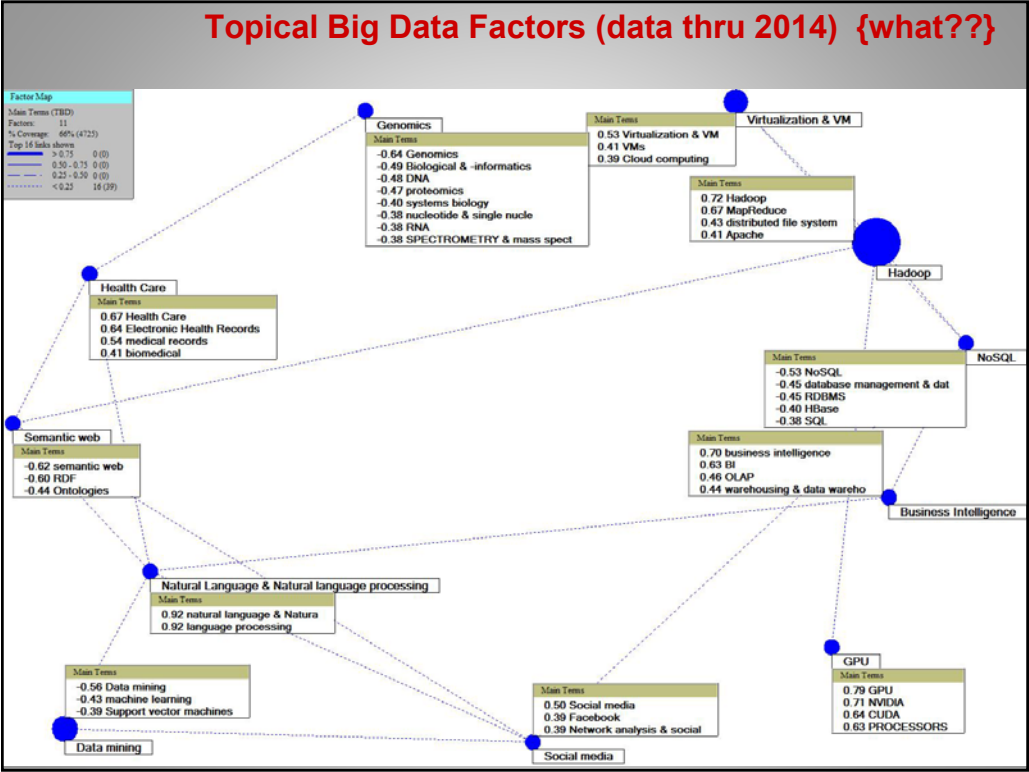 Topical Big Data Factors (data thru 2014) {what??}
Factor Map
Main Terms (TBD)
Factors: 11
% Coverage: 66% (4725)
Top 16 links shown
> 0.75 0 (0)
0.50 - 0.75 0 (0)
0.25 - 0.50 0 (0)
< 0.25 16 (39)
Genomics
Main Terms
-0.64 Genomics
-0.49 Biological & -informatics
-0.48 DNA
-0.47 proteomics
-0.40 systems biology
-0.38 nucleotide & single nucle
-0.38 RNA
-0.38 SPECTROMETRY & mass spect
Virtualization & VM
Main Terms
0.53 Virtualization & VM
0.41 VMs
0.39 Cloud computing
Main Terms
0.72 Hadoop
0.67 MapReduce
0.43 distributed file system
0.41 Apache
Hadoop
Health Care
Main Terms
0.67 Health Care
0.64 Electronic Health Records
0.54 medical records
0.41 biomedical
NoSQL
Main Terms
-0.53 NoSQL
-0.45 database management & dat
-0.45 RDBMS
-0.40 HBase
-0.38 SQL
Semantic web
Main Terms
-0.62 semantic web
-0.60 RDF
-0.44 Ontologies
Main Terms
0.70 business intelligence
0.63 BI
0.46 OLAP
0.44 warehousing & data wareho
Business Intelligence
Natural Language & Natural language processing
Main Terms
0.92 natural language & Natura
0.92 language processing
Main Terms
-0.56 Data mining
-0.43 machine learning
-0.39 Support vector machines
Data mining
Main Terms
0.50 Social media
0.39 Facebook
0.39 Network analysis & social
Social media
GPU
Main Terms
0.79 GPU
0.71 NVIDIA
0.64 CUDA
0.63 PROCESSORS